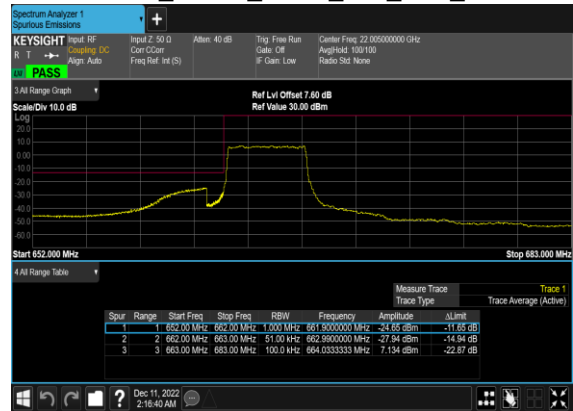 Spectrum Analyzer 1
Spurious Emissions
+
KEYSIGHT Input: RF Input Z: 50 Ω Atten: 40 dB Trig: Free Run Center Freq: 22.005000000 GHz
R T Coupling: DC Corr CCorr Gate: Off Avg|Hold: 100/100
Align: Auto Freq Ref: Int (S) IF Gain: Low Radio Std: None
PASS
3 All Range Graph
Ref Lvl Offset 7.60 dB
Scale/Div 10.0 dB Ref Value 30.00 dBm
Log
20.0
10.0
0.00
-10.0
-20.0
-30.0
-40.0
-50.0
-60.0
Start 652.000 MHz Stop 683.000 MHz
4 All Range Table
Measure Trace Trace 1
Trace Type Trace Average (Active)
Spur Range Start Freq Stop Freq RBW Frequency Amplitude ΔLimit
1 1 652.00 MHz 662.00 MHz 1.000 MHz 661.9000000 MHz -24.65 dBm -11.65 dB
2 2 662.00 MHz 663.00 MHz 51.00 kHz 662.9900000 MHz -27.94 dBm -14.94 dB
3 3 663.00 MHz 683.00 MHz 100.0 kHz 664.0333333 MHz 7.134 dBm -22.87 dB
? Dec 11, 2022
2:16:40 AM